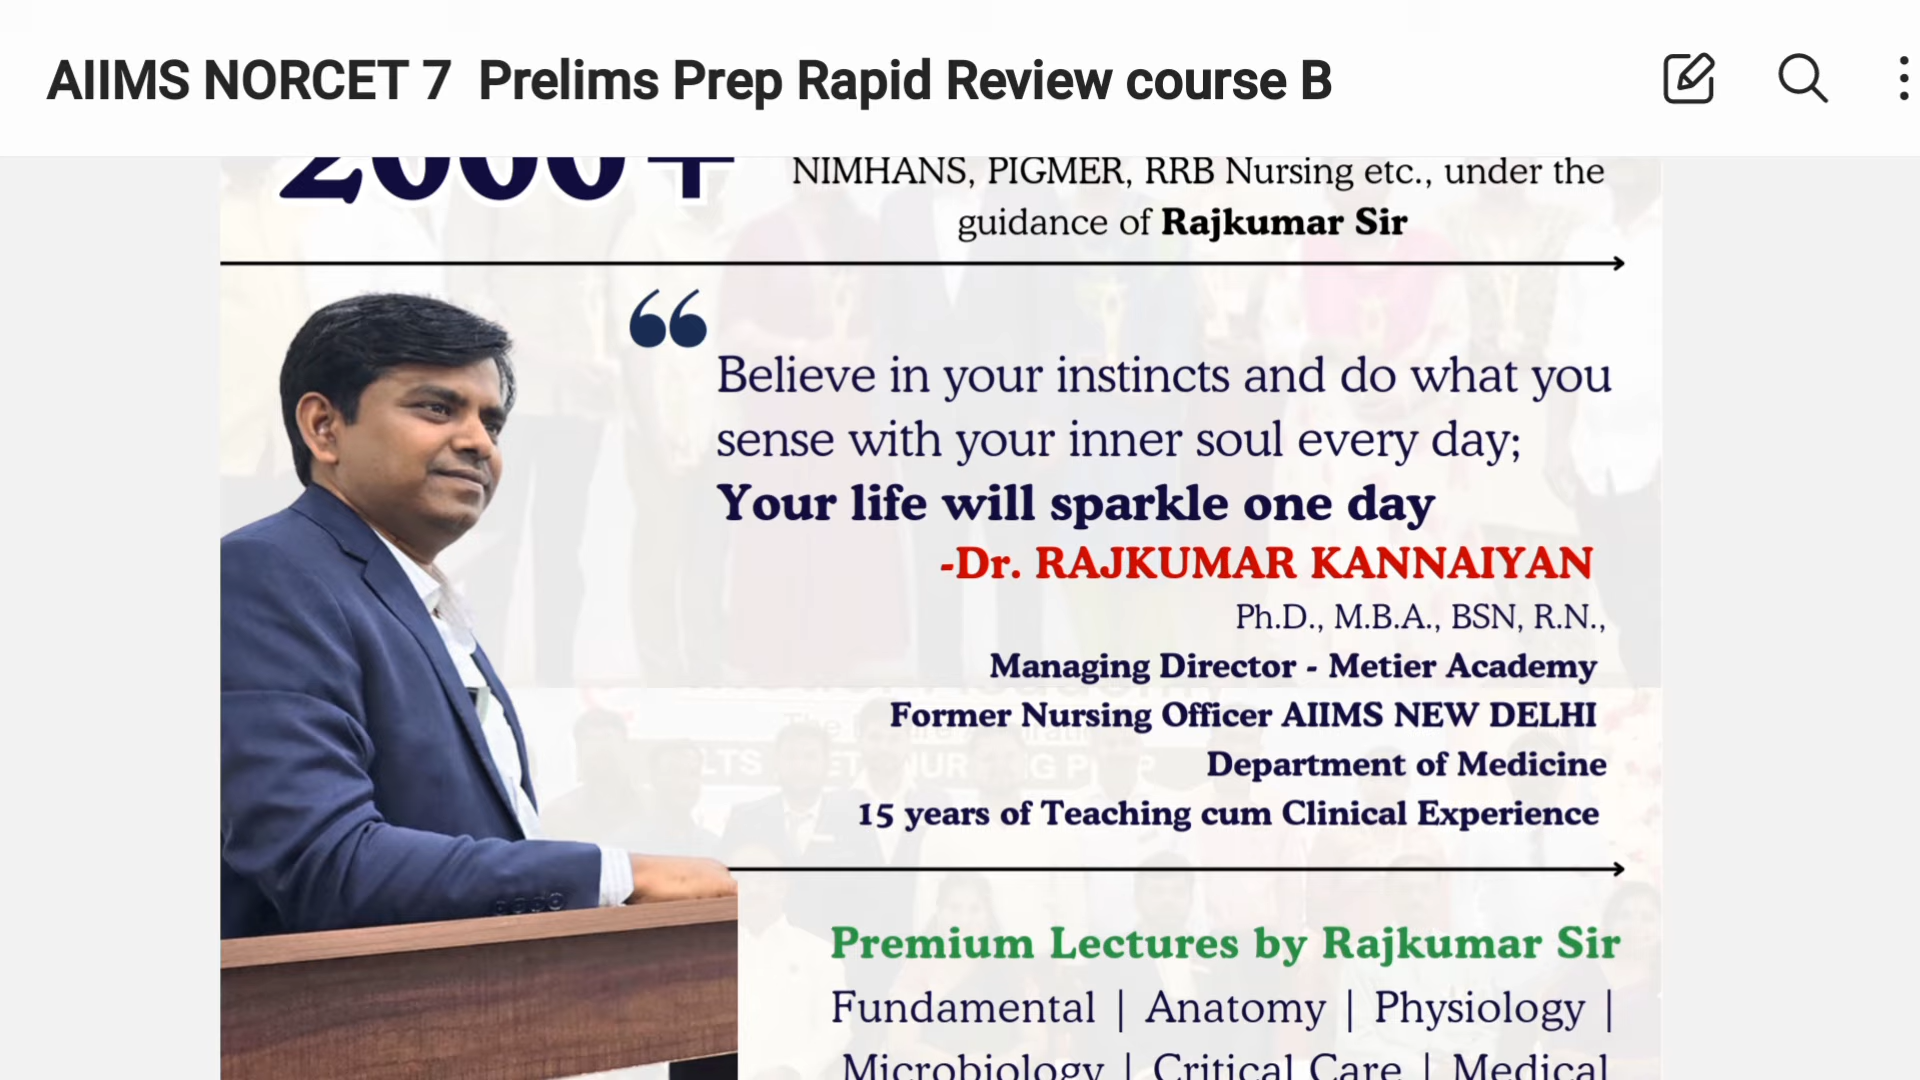 AIIMS NORCET 7 Prelims Prep Rapid Review course B
2000+
NIMHANS, PIGMER, RRB Nursing etc., under the
guidance of Rajkumar Sir
“
Believe in your instincts and do what you
sense with your inner soul every day;
Your life will sparkle one day
-Dr. RAJKUMAR KANNAIYAN
Ph.D., M.B.A., BSN, R.N.,
Managing Director - Metier Academy
Former Nursing Officer AIIMS NEW DELHI
Department of Medicine
15 years of Teaching cum Clinical Experience
Premium Lectures by Rajkumar Sir
Fundamental | Anatomy | Physiology |
Microbiology | Critical Care | Medical